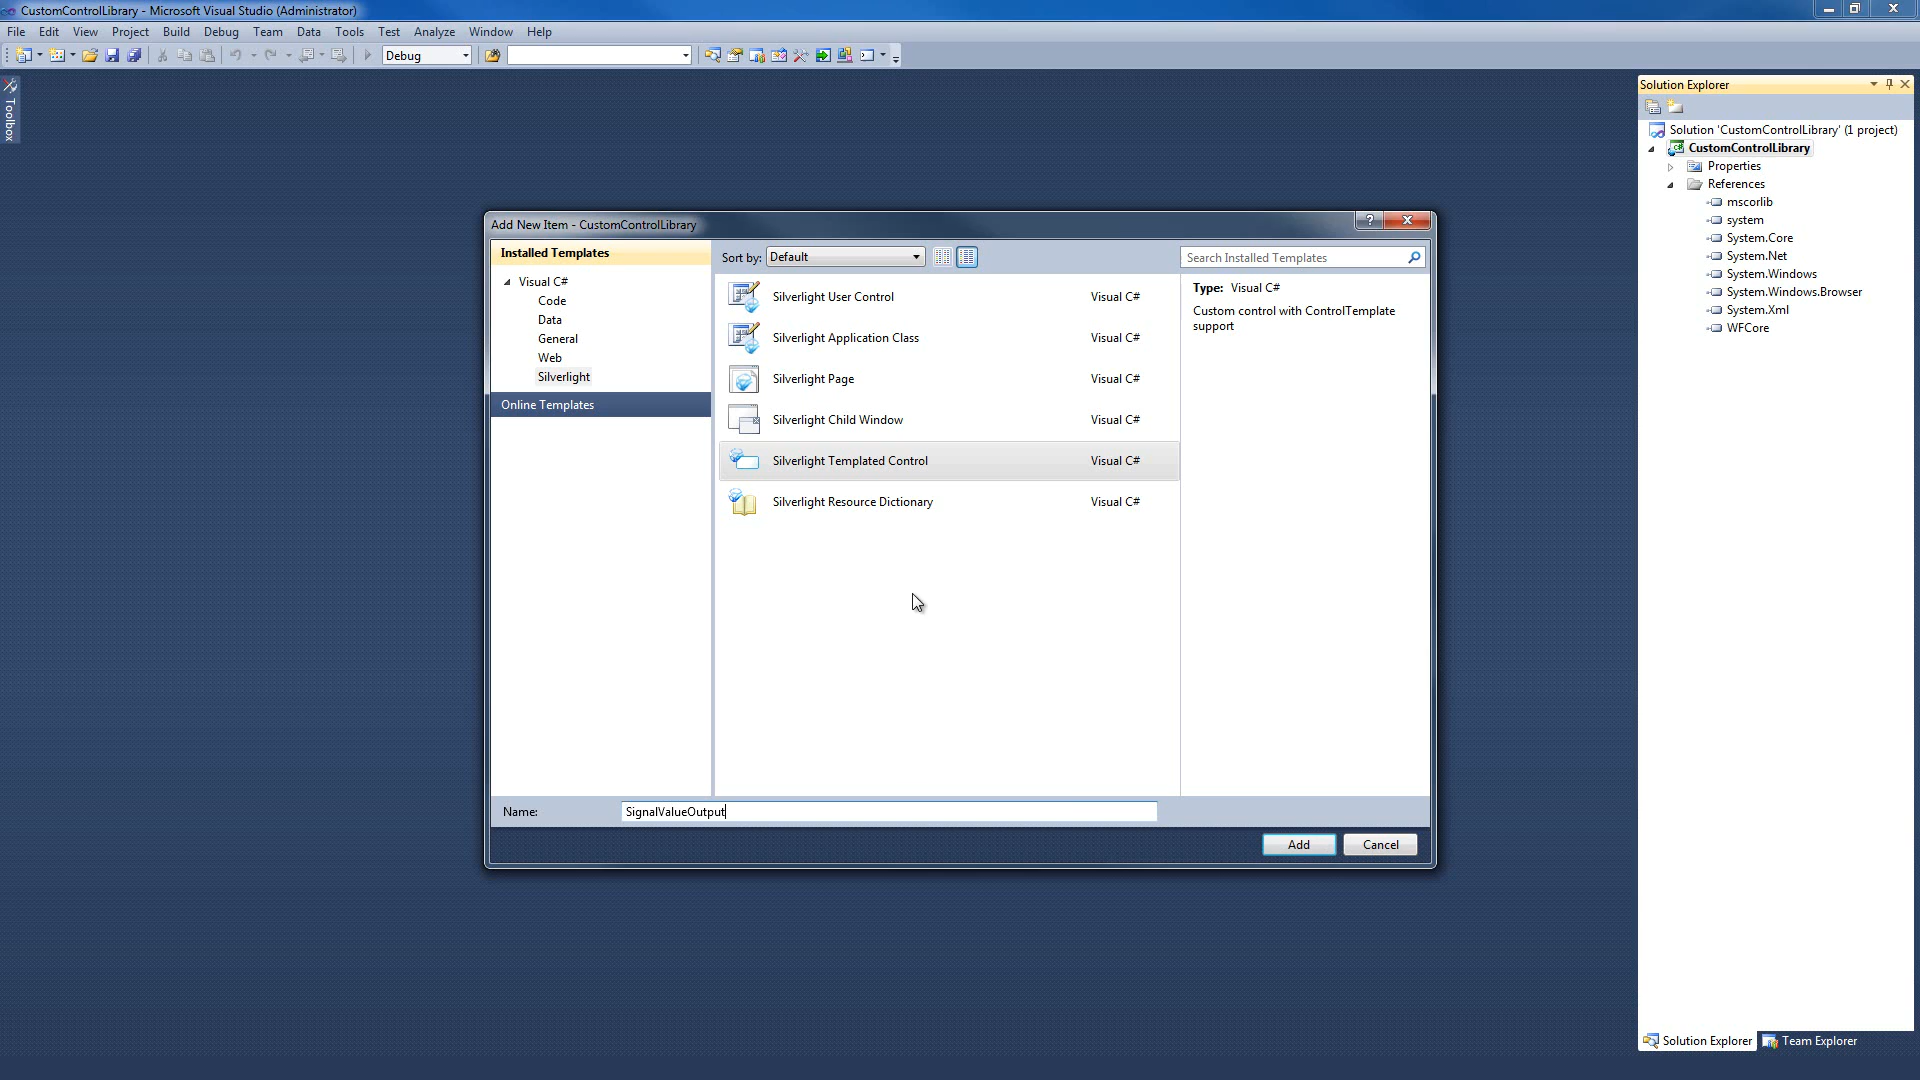 CustomControlLibrary - Microsoft Visual Studio (Administrator)
File Edit View Project Build Debug Team Data Tools Test Analyze Window Help
Debug
Toolbox
Solution Explorer
Solution 'CustomControlLibrary' (1 project)
CustomControlLibrary
Properties
References
mscorlib
system
System.Core
System.Net
System.Windows
System.Windows.Browser
System.Xml
WFCore
Add New Item - CustomControlLibrary
Installed Templates
Visual C#
Code
Data
General
Web
Silverlight
Online Templates
Sort by: Default
Search Installed Templates
Silverlight User Control Visual C#
Silverlight Application Class Visual C#
Silverlight Page Visual C#
Silverlight Child Window Visual C#
Silverlight Templated Control Visual C#
Silverlight Resource Dictionary Visual C#
Type: Visual C#
Custom control with ControlTemplate
support
Name: SignalValueOutput
Add Cancel
Solution Explorer Team Explorer